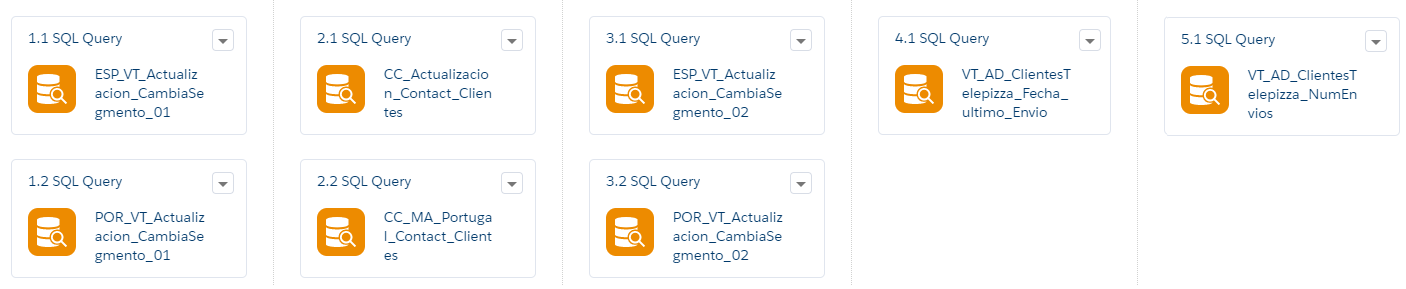 1.1 SQL Query
ESP_VT_Actualiz
acion_CambiaSe
gmento_01
1.2 SQL Query
POR_VT_Actualiz
acion_CambiaSe
gmento_01
2.1 SQL Query
CC_Actualizacio
n_Contact_Clien
tes
2.2 SQL Query
CC_MA_Portuga
l_Contact_Client
es
3.1 SQL Query
ESP_VT_Actualiz
acion_CambiaSe
gmento_02
3.2 SQL Query
POR_VT_Actualiz
acion_CambiaSe
gmento_02
4.1 SQL Query
VT_AD_ClientesT
elepizza_Fecha_
ultimo_Envio
5.1 SQL Query
VT_AD_ClientesT
elepizza_NumEn
vios